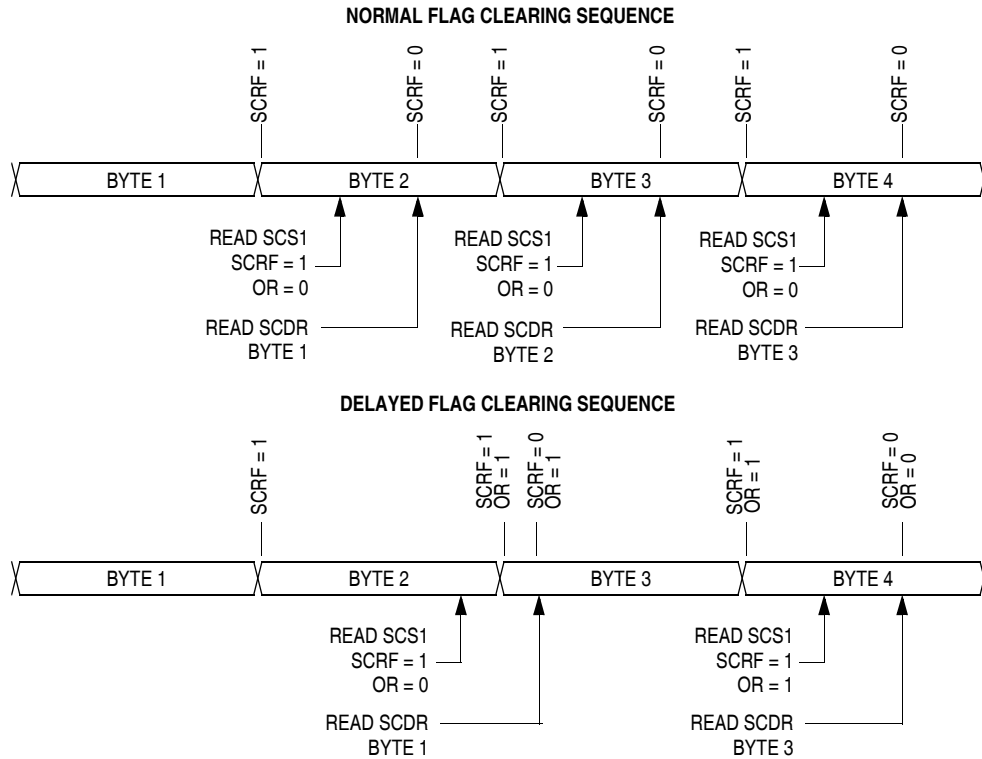 NORMAL FLAG CLEARING SEQUENCE
SCRF = 1
SCRF = 0
SCRF = 1
SCRF = 0
SCRF = 1
SCRF = 0
BYTE 1
BYTE 2
BYTE 3
BYTE 4
READ SCS1
SCRF = 1
OR = 0
READ SCS1
SCRF = 1
OR = 0
READ SCS1
SCRF = 1
OR = 0
READ SCDR
BYTE 1
READ SCDR
BYTE 2
READ SCDR
BYTE 3
DELAYED FLAG CLEARING SEQUENCE
SCRF = 1
SCRF = 1
OR = 1
SCRF = 0
OR = 1
SCRF = 1
OR = 1
SCRF = 0
OR = 0
BYTE 1
BYTE 2
BYTE 3
BYTE 4
READ SCS1
SCRF = 1
OR = 0
READ SCS1
SCRF = 1
OR = 1
READ SCDR
BYTE 1
READ SCDR
BYTE 3